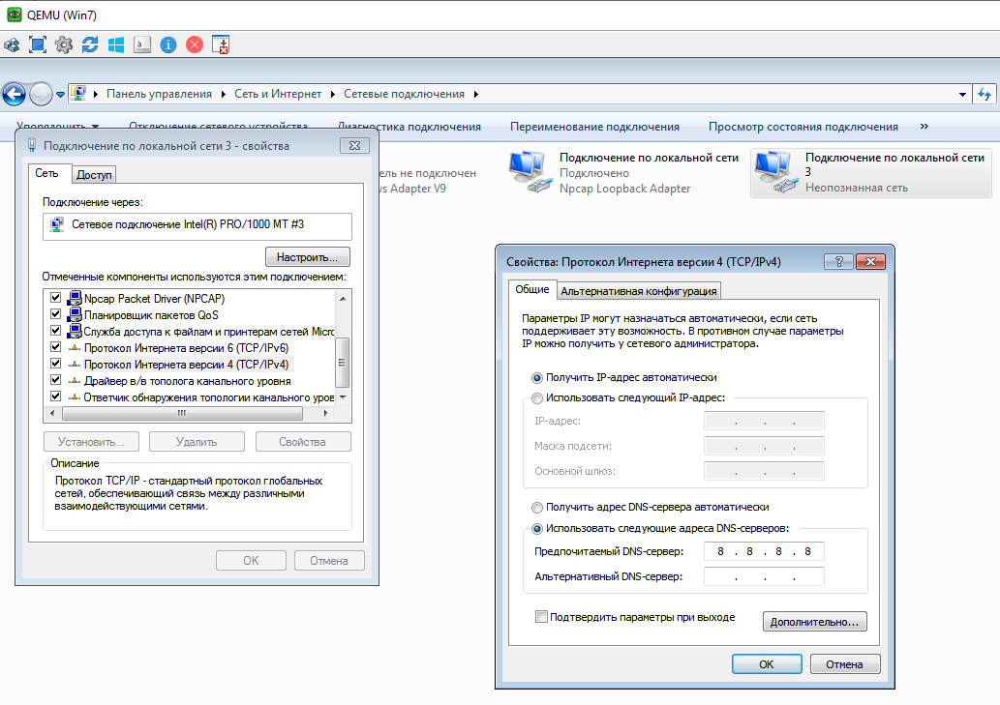 QEMU (Win7)
Панель управления
Сеть и Интернет
Сетевые подключения
Упорядочить
Отключение сетевого устройства
Диагностика подключения
Переименование подключения
Просмотр состояния подключения
»
Подключение по локальной сети 3 - свойства
Сеть
Доступ
Подключение через:
Сетевое подключение Intel(R) PRO/1000 MT #3
Настроить...
Отмеченные компоненты используются этим подключением:
Npcap Packet Driver (NPCAP)
Планировщик пакетов QoS
Служба доступа к файлам и принтерам сетей Micro
Протокол Интернета версии 6 (TCP/IPv6)
Протокол Интернета версии 4 (TCP/IPv4)
Драйвер в/в тополога канального уровня
Ответчик обнаружения топологии канального уров
Установить...
Удалить
Свойства
Описание
Протокол TCP/IP - стандартный протокол глобальных
сетей, обеспечивающий связь между различными
взаимодействующими сетями.
OK
Отмена
ель не подключен
vs Adapter V9
Подключение по локальной сети
Подключено
Npcap Loopback Adapter
Подключение по локальной сети
3
Неопознанная сеть
Свойства: Протокол Интернета версии 4 (TCP/IPv4)
?
Общие
Альтернативная конфигурация
Параметры IP могут назначаться автоматически, если сеть
поддерживает эту возможность. В противном случае параметры
IP можно получить у сетевого администратора.
Получить IP-адрес автоматически
Использовать следующий IP-адрес:
IP-адрес: . . .
Маска подсети: . . .
Основной шлюз: . . .
Получить адрес DNS-сервера автоматически
Использовать следующие адреса DNS-серверов:
Предпочитаемый DNS-сервер: 8 . 8 . 8 . 8
Альтернативный DNS-сервер: . . .
Подтвердить параметры при выходе
Дополнительно...
OK
Отмена